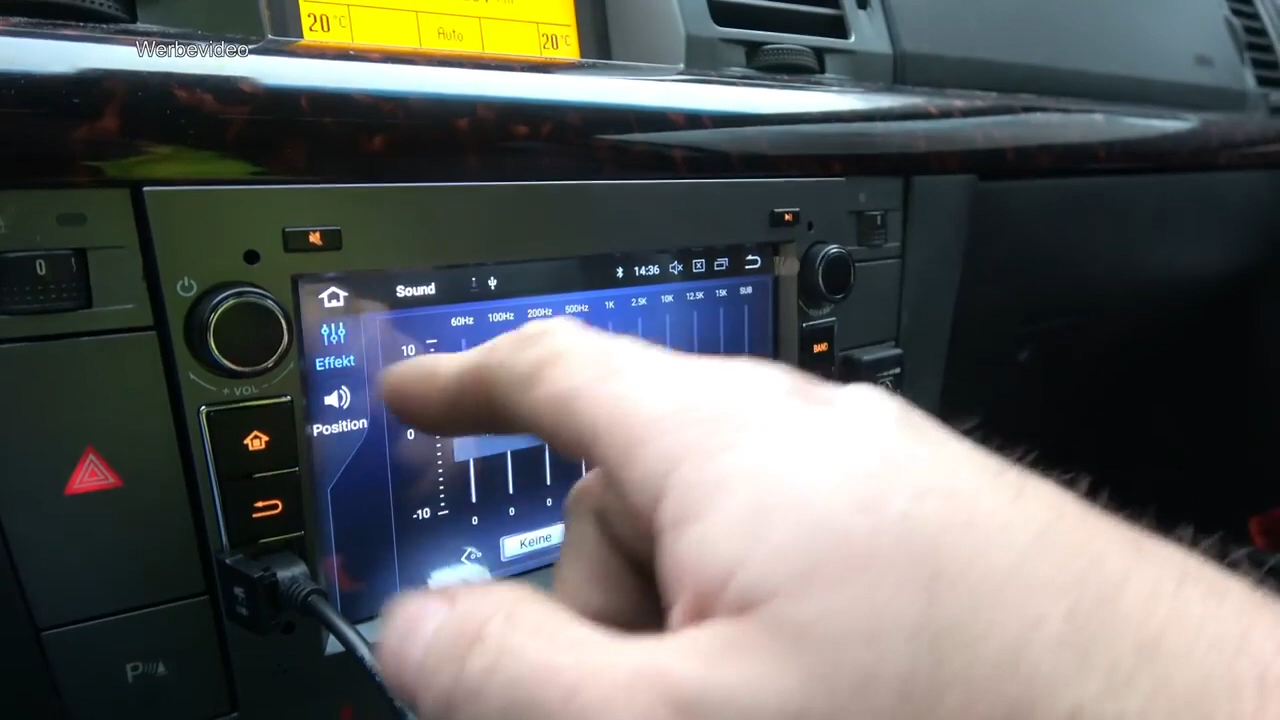 20°C
Auto
20°C
Werbevideo
0
Sound
14:36
Effekt
Position
60Hz 100Hz 200Hz 500Hz 1K 2.5K 10K 12.5K 15K SUB
10
0
-10
0 0 0
Keine
+ VOL
BAND
P